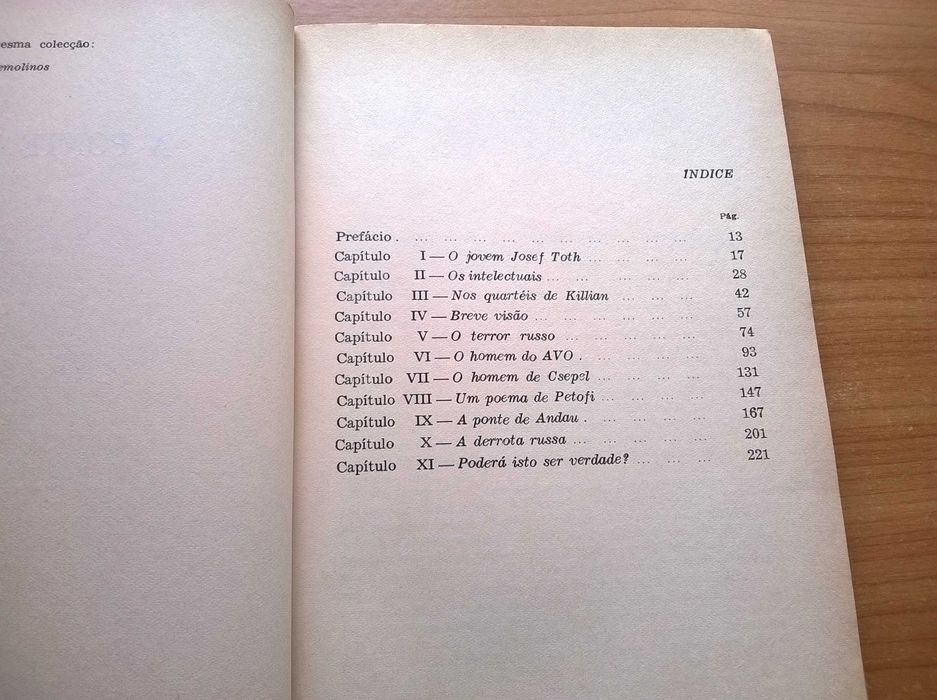 esma colecção:
emolinos
ÍNDICE
Pág.
Prefácio . ... ... ... ... ... ... ... ... ... ... 13
Capítulo I — O jovem Josef Toth ... ... ... ... 17
Capítulo II — Os intelectuais ... ... ... ... ... 28
Capítulo III — Nos quartéis de Killian ... ... ... 42
Capítulo IV — Breve visão ... ... ... ... ... ... 57
Capítulo V — O terror russo ... ... ... ... ... 74
Capítulo VI — O homem do AVO . ... ... ... ... 93
Capítulo VII — O homem de Csepel ... ... ... ... 131
Capítulo VIII — Um poema de Petofi ... ... ... ... 147
Capítulo IX — A ponte de Andau . ... ... ... ... 167
Capítulo X — A derrota russa ... ... ... ... ... 201
Capítulo XI — Poderá isto ser verdade? ... ... ... 221